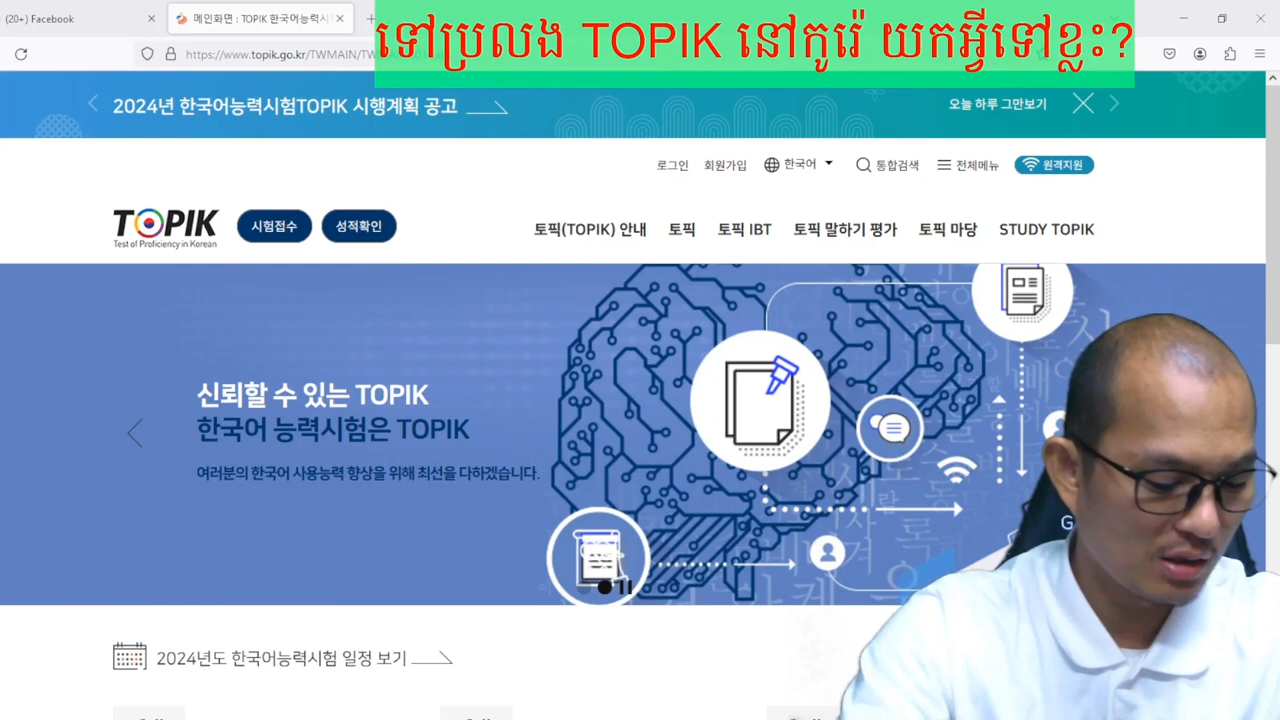 (20+) Facebook
메인화면 : TOPIK 한국어능력시
ទៅប្រលង TOPIK នៅកូរ៉េ យកអ្វីទៅខ្លះ?
https://www.topik.go.kr/TWMAIN/TW
2024년 한국어능력시험TOPIK 시행계획 공고
오늘 하루 그만보기
로그인 회원가입 한국어 통합검색 전체메뉴 원격지원
TOPIK
Test of Proficiency in Korean
시험접수 성적확인
토픽(TOPIK) 안내 토픽 토픽 IBT 토픽 말하기 평가 토픽 마당 STUDY TOPIK
신뢰할 수 있는 TOPIK
한국어 능력시험은 TOPIK
여러분의 한국어 사용능력 향상을 위해 최선을 다하겠습니다.
2024년도 한국어능력시험 일정 보기